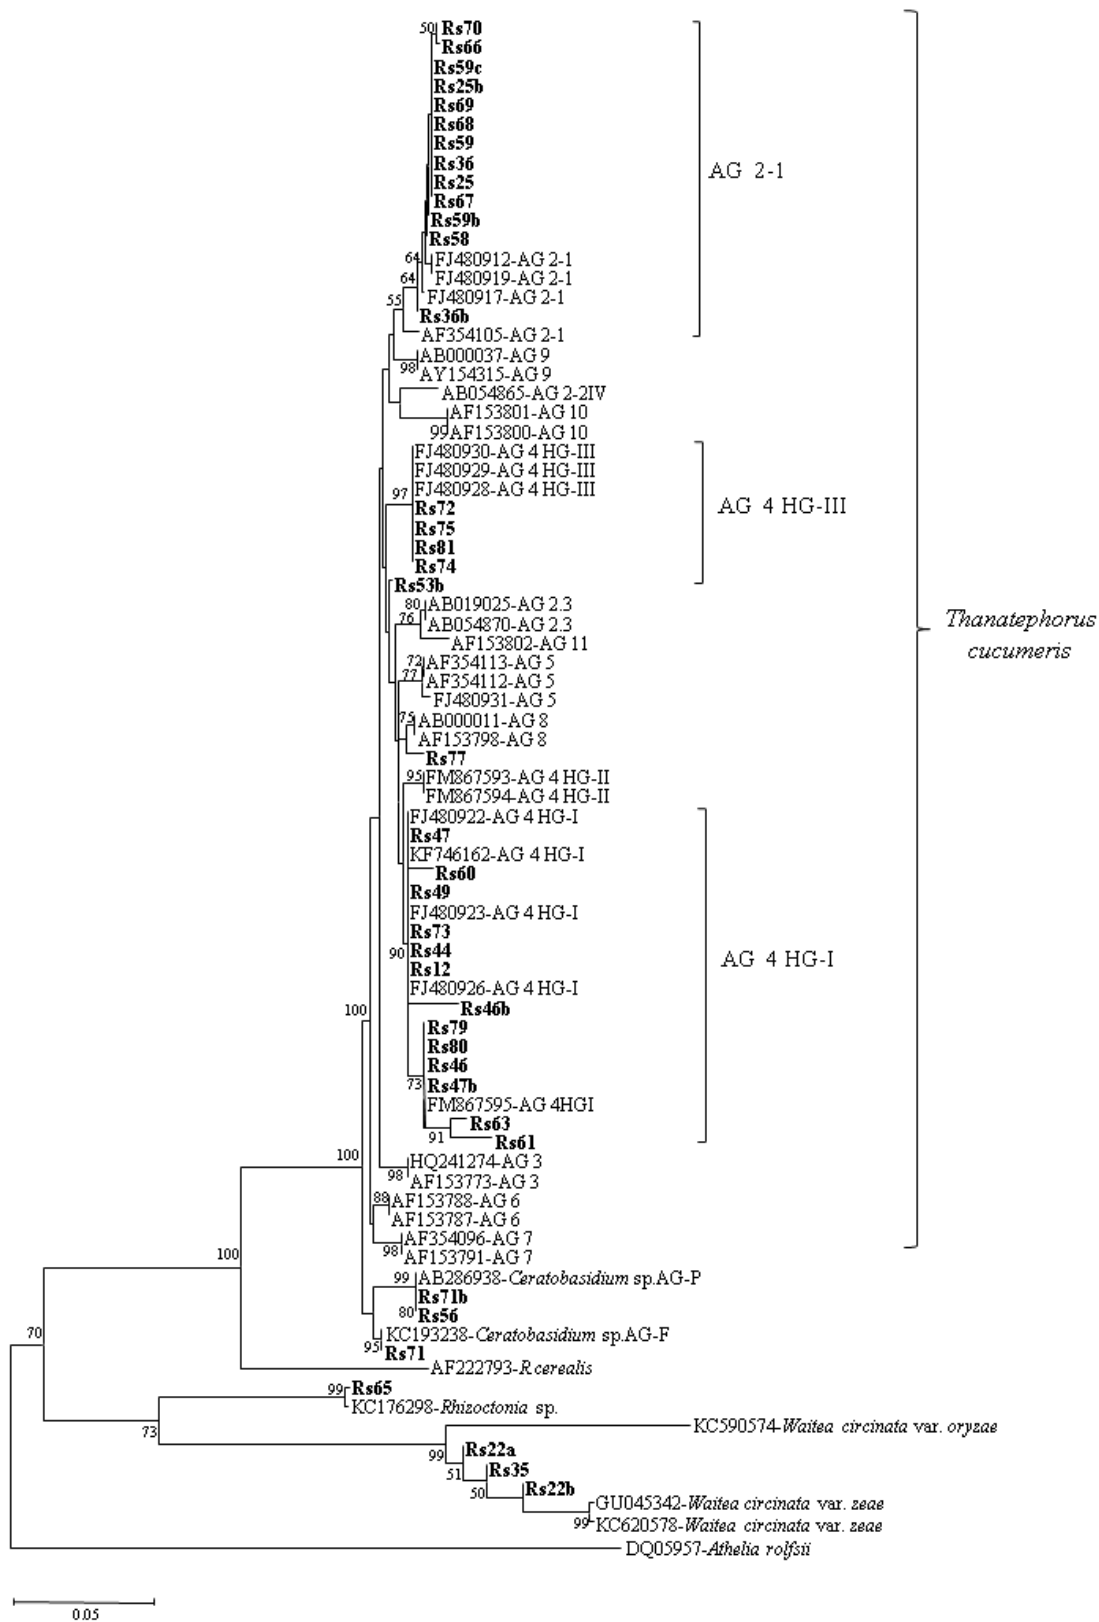 50 Rs70
Rs66
Rs59c
Rs25b
Rs69
Rs68
Rs59
Rs36
Rs25
Rs67
Rs59b
Rs58
64 FJ480912-AG 2-1
FJ480919-AG 2-1
64
FJ480917-AG 2-1
55
Rs36b
AF354105-AG 2-1
AG 2-1
AB000037-AG 9
98 AY154315-AG 9
AB054865-AG 2-2IV
AF153801-AG 10
99 AF153800-AG 10
FJ480930-AG 4 HG-III
FJ480929-AG 4 HG-III
97 FJ480928-AG 4 HG-III
Rs72
Rs75
Rs81
Rs74
AG 4 HG-III
Rs53b
80 AB019025-AG 2.3
76 AB054870-AG 2.3
AF153802-AG 11
72 AF354113-AG 5
77 AF354112-AG 5
FJ480931-AG 5
75 AB000011-AG 8
AF153798-AG 8
Rs77
95 FM867593-AG 4 HG-II
FM867594-AG 4 HG-II
FJ480922-AG 4 HG-I
Rs47
KF746162-AG 4 HG-I
Rs60
Rs49
FJ480923-AG 4 HG-I
Rs73
90 Rs44
Rs12
FJ480926-AG 4 HG-I
Rs46b
Rs79
Rs80
Rs46
73 Rs47b
FM867595-AG 4HGI
Rs63
91 Rs61
AG 4 HG-I
100
HQ241274-AG 3
98 AF153773-AG 3
88 AF153788-AG 6
AF153787-AG 6
AF354096-AG 7
98 AF153791-AG 7
Thanatephorus
cucumeris
100
99 AB286938-Ceratobasidium sp.AG-P
Rs71b
80 Rs56
KC193238-Ceratobasidium sp.AG-F
95 Rs71
100
AF222793-R.cerealis
70
99 Rs65
KC176298-Rhizoctonia sp.
73
KC590574-Waitea circinata var. oryzae
99
Rs22a
51
Rs35
50
Rs22b
GU045342-Waitea circinata var. zeae
99 KC620578-Waitea circinata var. zeae
DQ05957-Athelia rolfsii
0.05